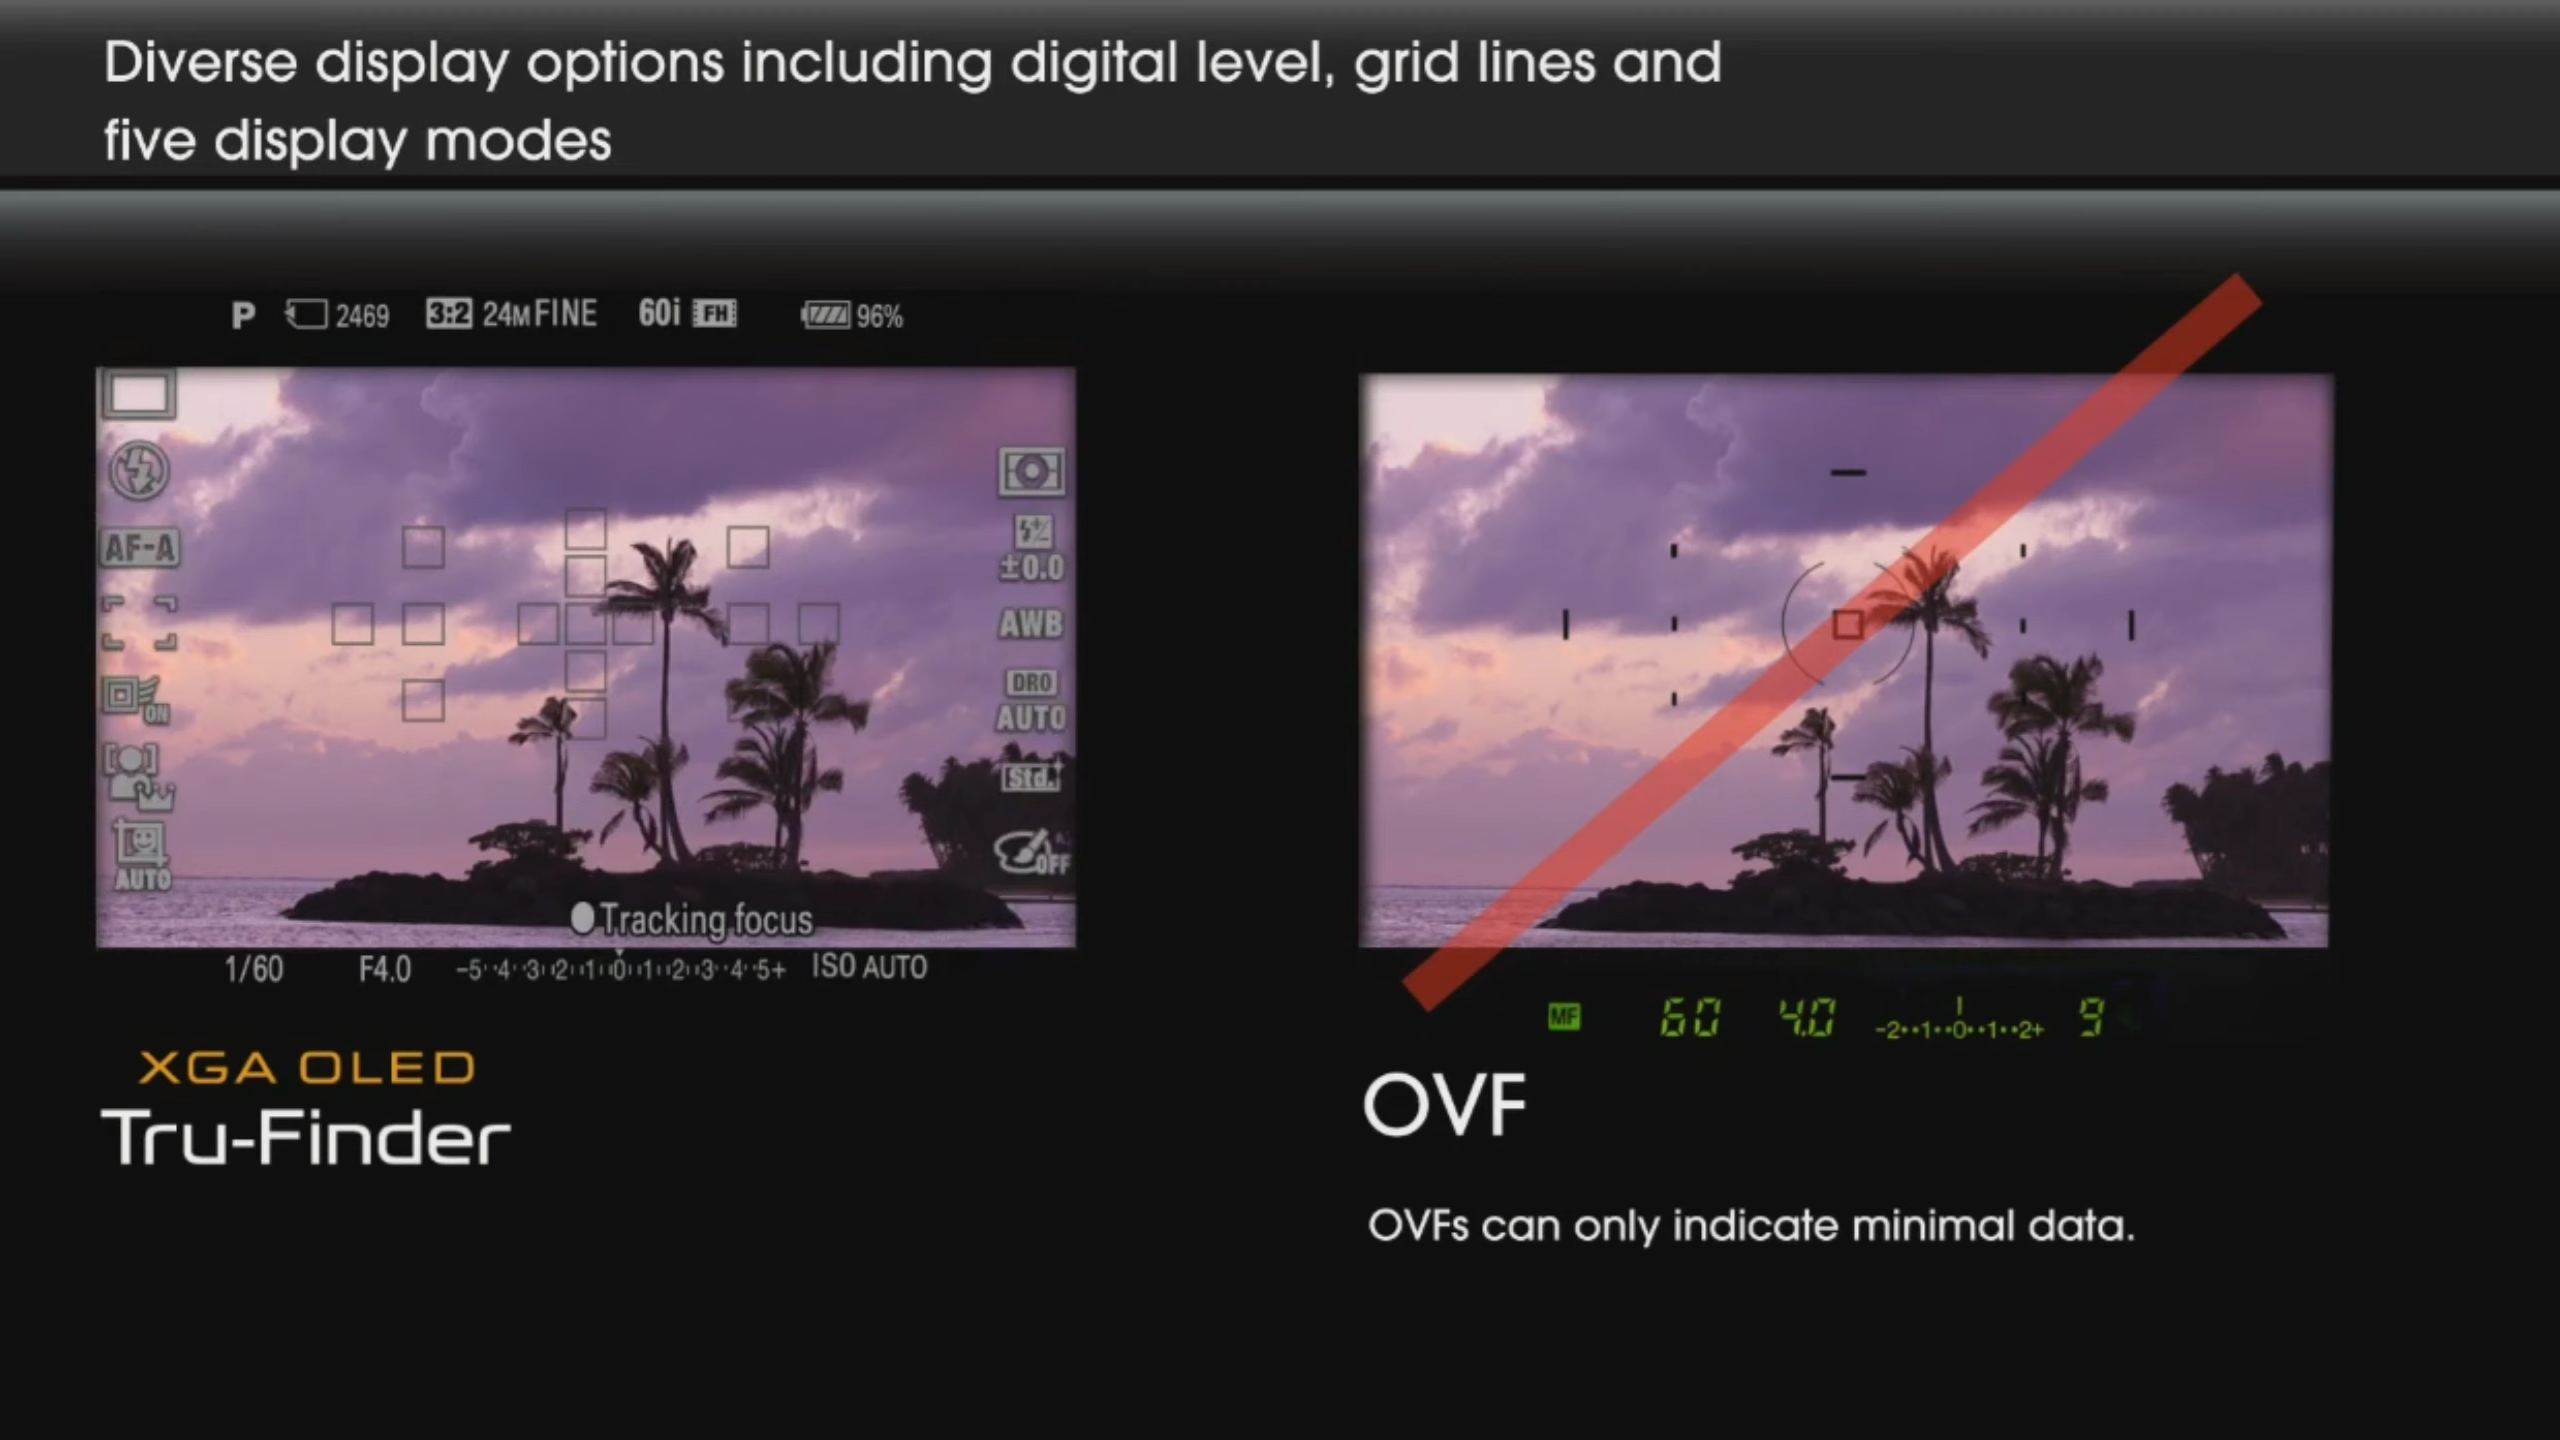 Diverse display options including digital level, grid lines and
five display modes
P 2469 3:2 24M FINE 60i FH 96%
AF-A
±0.0
AWB
ON
DRO
AUTO
Std.
OFF
AUTO
Tracking focus
1/60 F4.0 -5··4··3··2··1··0··1··2··3··4··5+ ISO AUTO
MF 60 4.0 -2··1··0··1··2+ 9
XGA OLED
Tru-Finder
OVF
OVFs can only indicate minimal data.